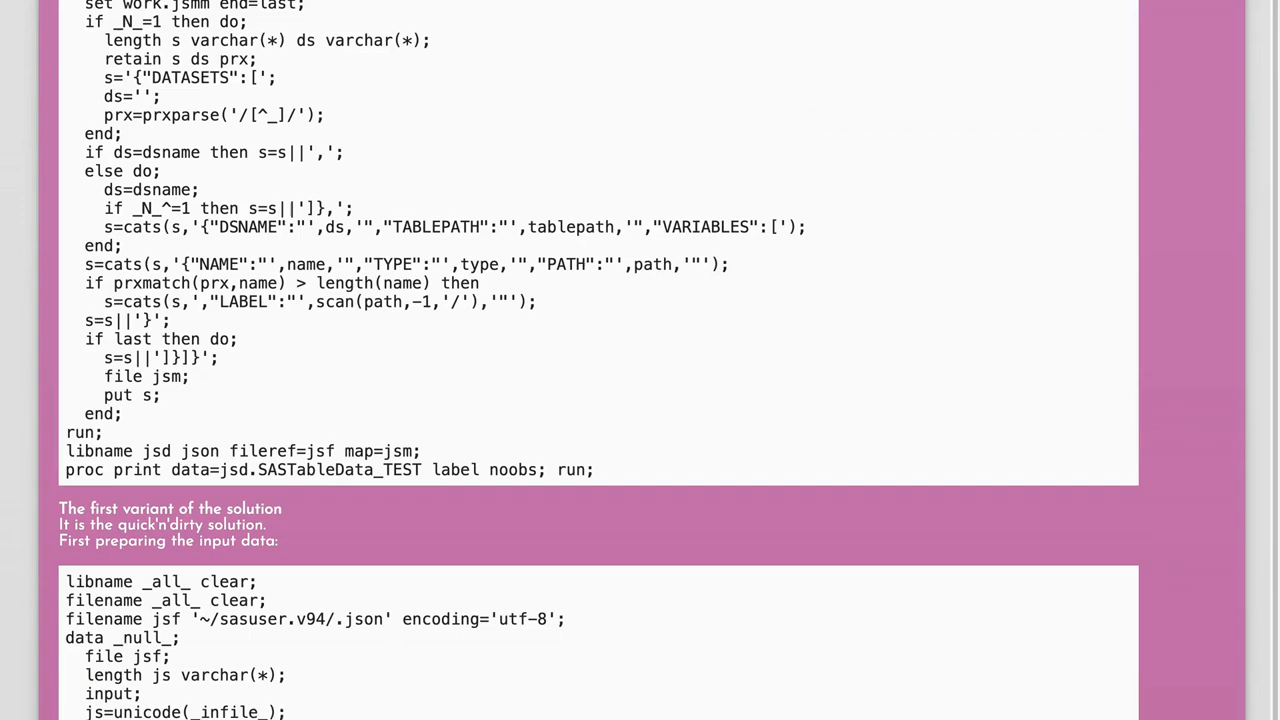 set work.jsmm end=last;
if _N_=1 then do;
length s varchar(*) ds varchar(*);
retain s ds prx;
s='{"DATASETS":[';
ds='';
prx=prxparse('/[^_]/');
end;
if ds=dsname then s=s||',';
else do;
ds=dsname;
if _N_^=1 then s=s||']},';
s=cats(s,'{"DSNAME":"',ds,'","TABLEPATH":"',tablepath,'","VARIABLES":[');
end;
s=cats(s,'{"NAME":"',name,'","TYPE":"',type,'","PATH":"',path,'"');
if prxmatch(prx,name) > length(name) then
s=cats(s,',"LABEL":"',scan(path,-1,'/'),'"');
s=s||'}';
if last then do;
s=s||']}]}';
file jsm;
put s;
end;
run;
libname jsd json fileref=jsf map=jsm;
proc print data=jsd.SASTableData_TEST label noobs; run;
The first variant of the solution
It is the quick'n'dirty solution.
First preparing the input data:
libname _all_ clear;
filename _all_ clear;
filename jsf '~/sasuser.v94/.json' encoding='utf-8';
data _null_;
file jsf;
length js varchar(*);
input;
js=unicode(_infile_);